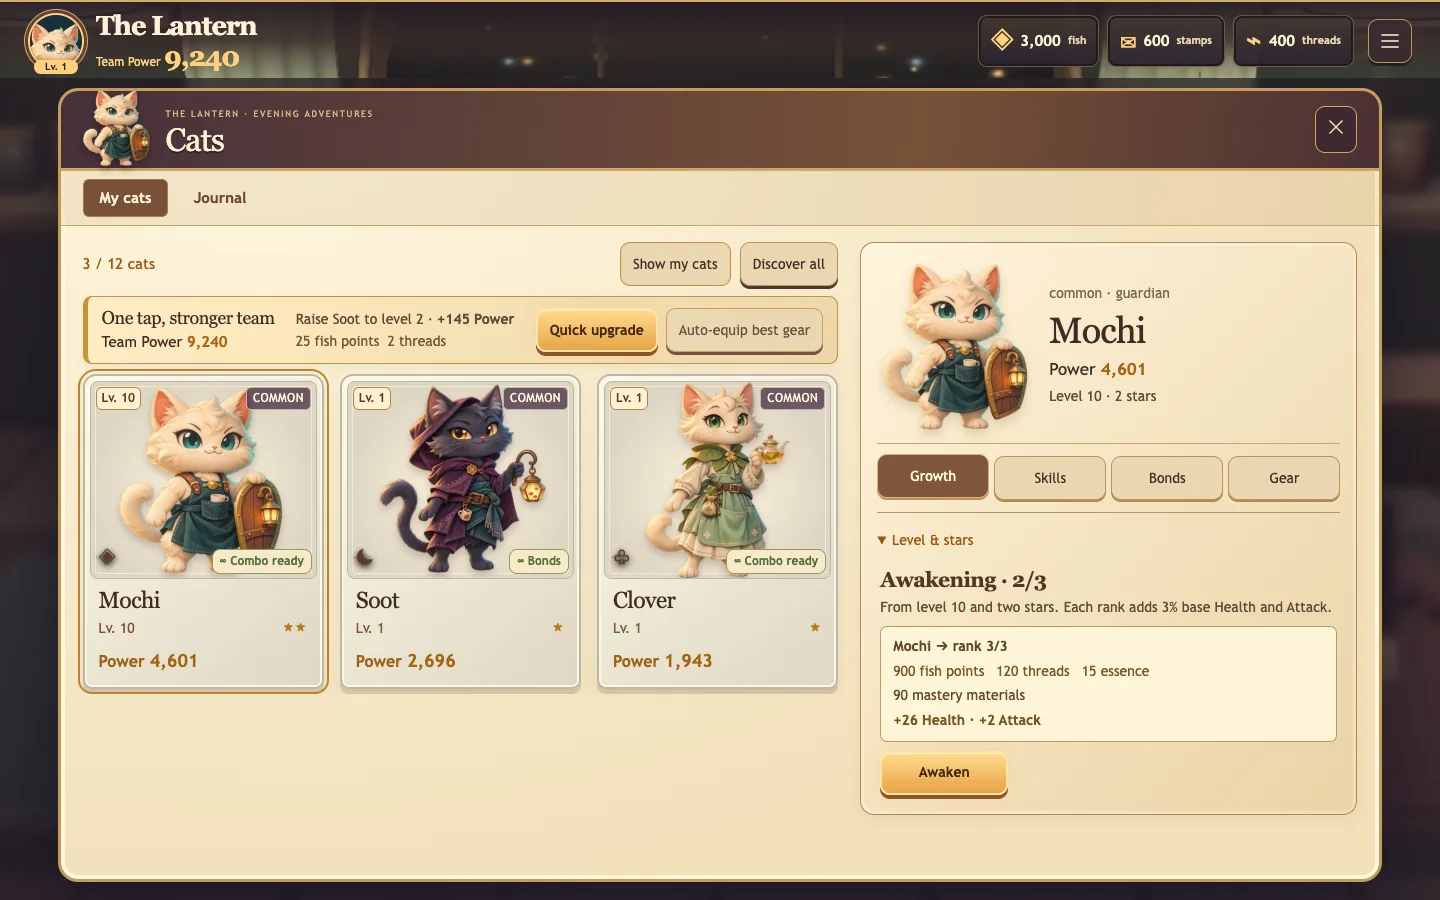 The Lantern
Team Power 9,240
Lv. 1
3,000 fish
600 stamps
400 threads
THE LANTERN · EVENING ADVENTURES
Cats
My cats
Journal
3 / 12 cats
Show my cats
Discover all
One tap, stronger team
Team Power 9,240
Raise Soot to level 2 · +145 Power
25 fish points 2 threads
Quick upgrade
Auto-equip best gear
Lv. 10
COMMON
∞ Combo ready
Mochi
Lv. 10
Power 4,601
Lv. 1
COMMON
∞ Bonds
Soot
Lv. 1
Power 2,696
Lv. 1
COMMON
∞ Combo ready
Clover
Lv. 1
Power 1,943
common · guardian
Mochi
Power 4,601
Level 10 · 2 stars
Growth
Skills
Bonds
Gear
▼ Level & stars
Awakening · 2/3
From level 10 and two stars. Each rank adds 3% base Health and Attack.
Mochi → rank 3/3
900 fish points 120 threads 15 essence
90 mastery materials
+26 Health · +2 Attack
Awaken